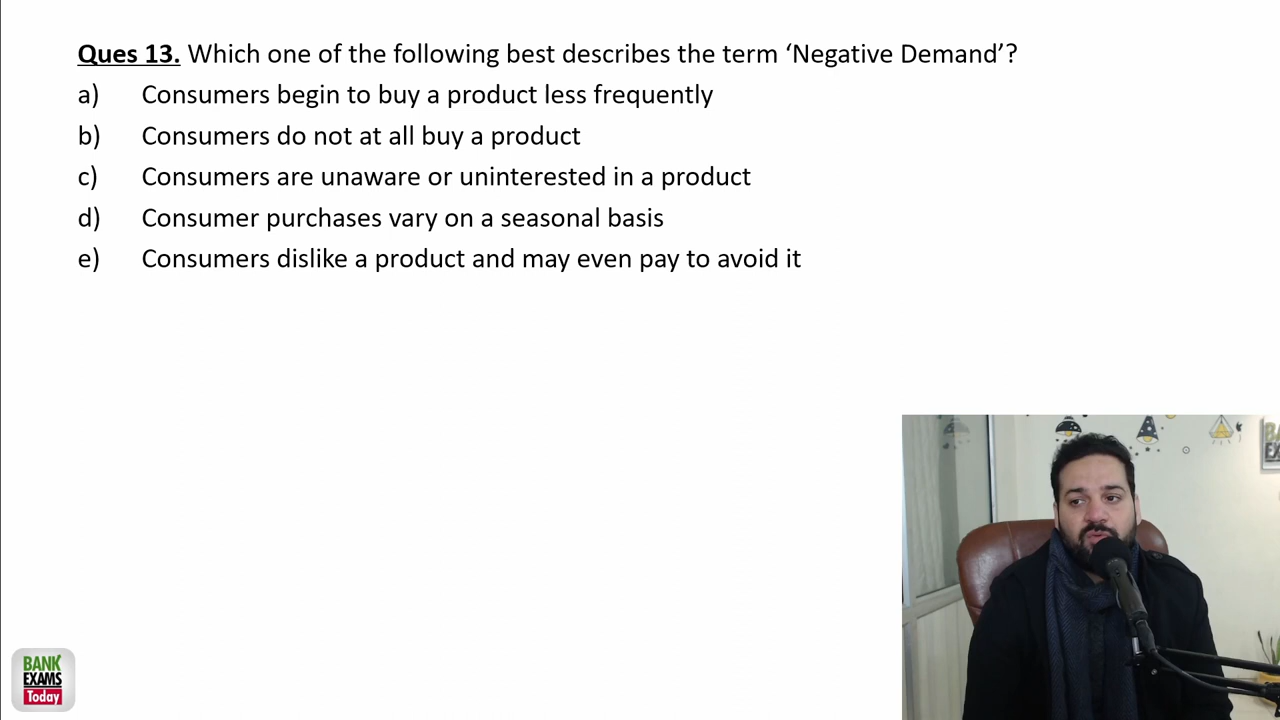 Ques 13. Which one of the following best describes the term ‘Negative Demand’?
a) Consumers begin to buy a product less frequently
b) Consumers do not at all buy a product
c) Consumers are unaware or uninterested in a product
d) Consumer purchases vary on a seasonal basis
e) Consumers dislike a product and may even pay to avoid it
BANK
EXAMS
Today